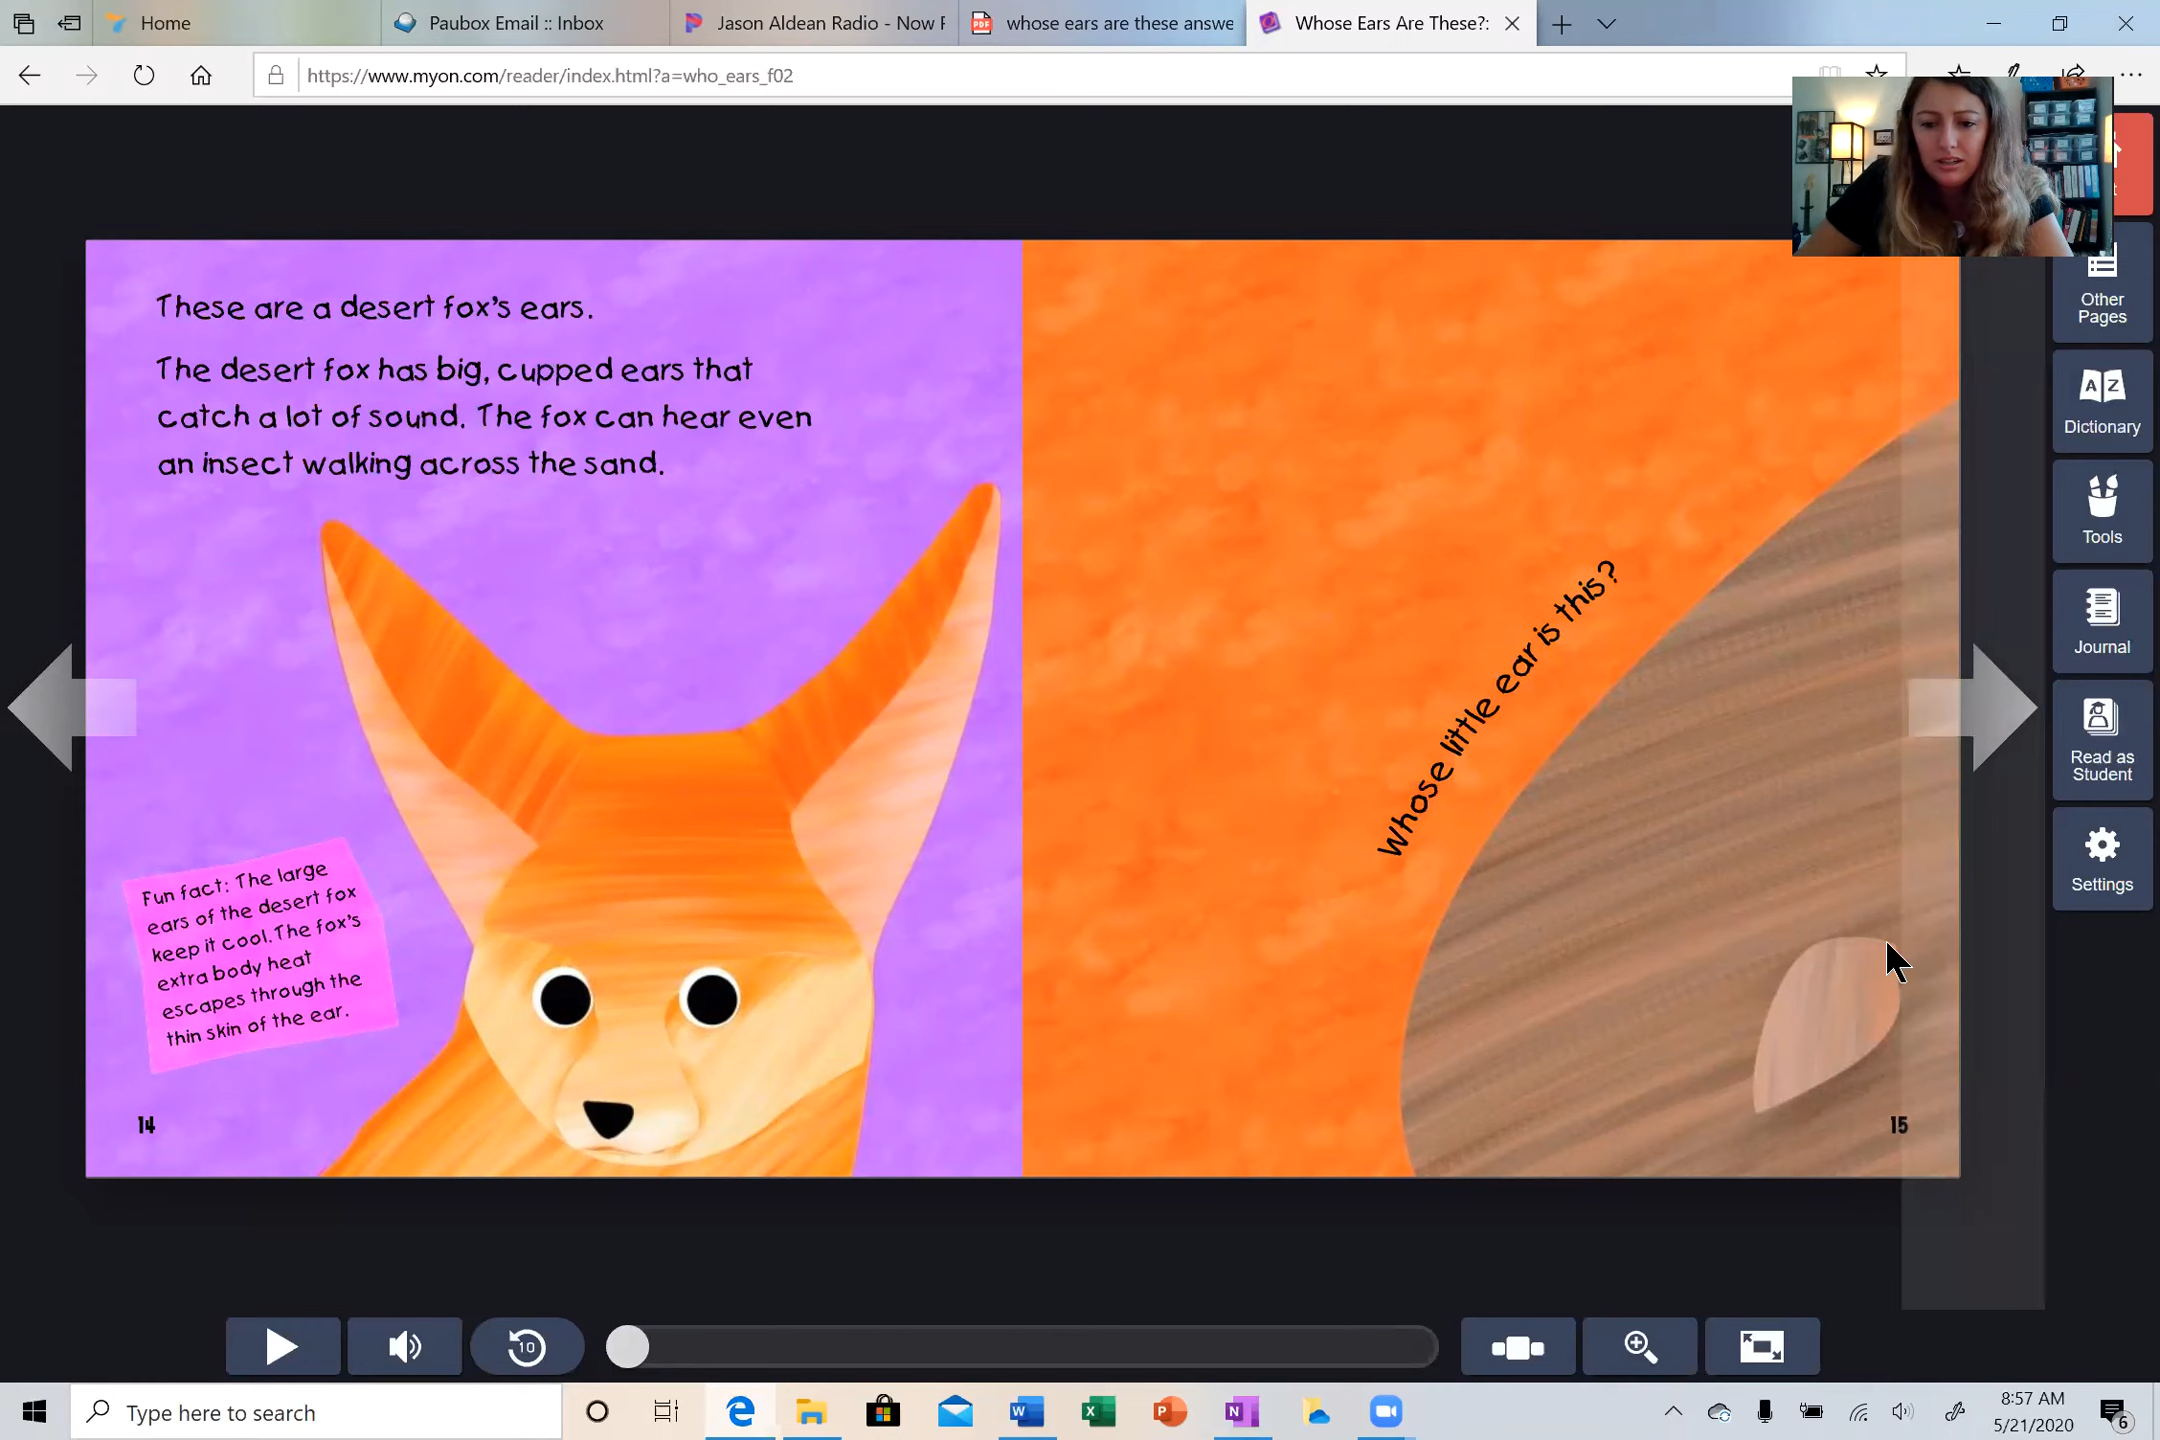 Home
Paubox Email :: Inbox
Jason Aldean Radio - Now F
PDF
whose ears are these answe
Whose Ears Are These?:
https://www.myon.com/reader/index.html?a=who_ears_f02
These are a desert fox's ears.
The desert fox has big, cupped ears that
catch a lot of sound. The fox can hear even
an insect walking across the sand.
Fun fact: The large
ears of the desert fox
keep it cool. The fox's
extra body heat
escapes through the
thin skin of the ear.
14
Whose little ear is this?
15
Other
Pages
A Z
Dictionary
Tools
Journal
Read as
Student
Settings
10
Type here to search
W
X
P
N
8:57 AM
5/21/2020
6